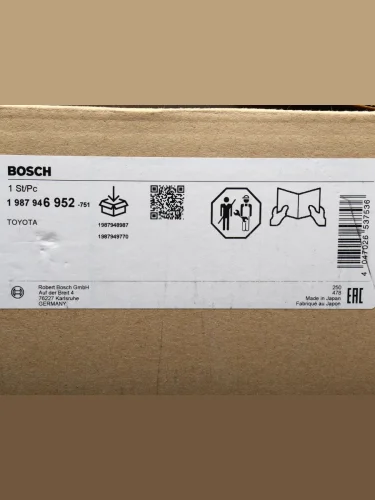 BOSCH
1 St/Pc
1 987 946 952 -751
TOYOTA
1987948987
1987949770
Robert Bosch GmbH
Auf der Breit 4
76227 Karlsruhe
GERMANY
250
478
Made in Japan
Fabriqué au Japon
EAC
4 047026 537536